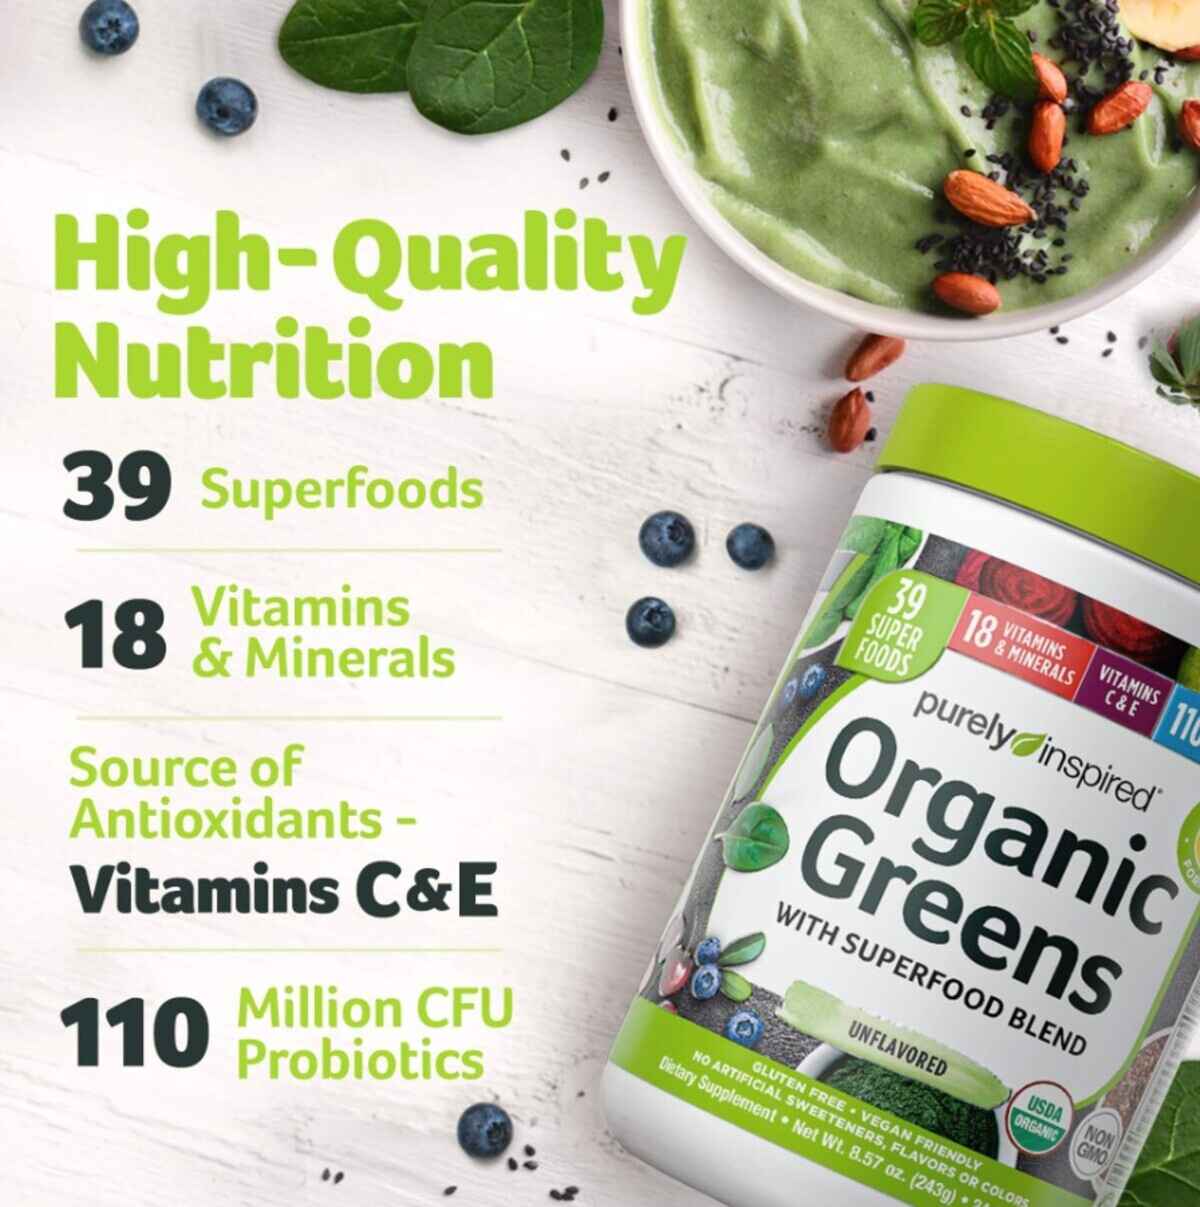 High-Quality
Nutrition
39 Superfoods
18 Vitamins
& Minerals
Source of
Antioxidants -
Vitamins C&E
110 Million CFU
Probiotics
39
SUPER
FOODS
18 VITAMINS
& MINERALS
VITAMINS
C & E
110
purely inspired
Organic
Greens
WITH SUPERFOOD BLEND
UNFLAVORED
GLUTEN FREE • VEGAN FRIENDLY
NO ARTIFICIAL SWEETENERS, FLAVORS OR COLORS
Dietary Supplement • Net Wt. 8.57 oz. (243g) •
USDA
ORGANIC
NON
GMO